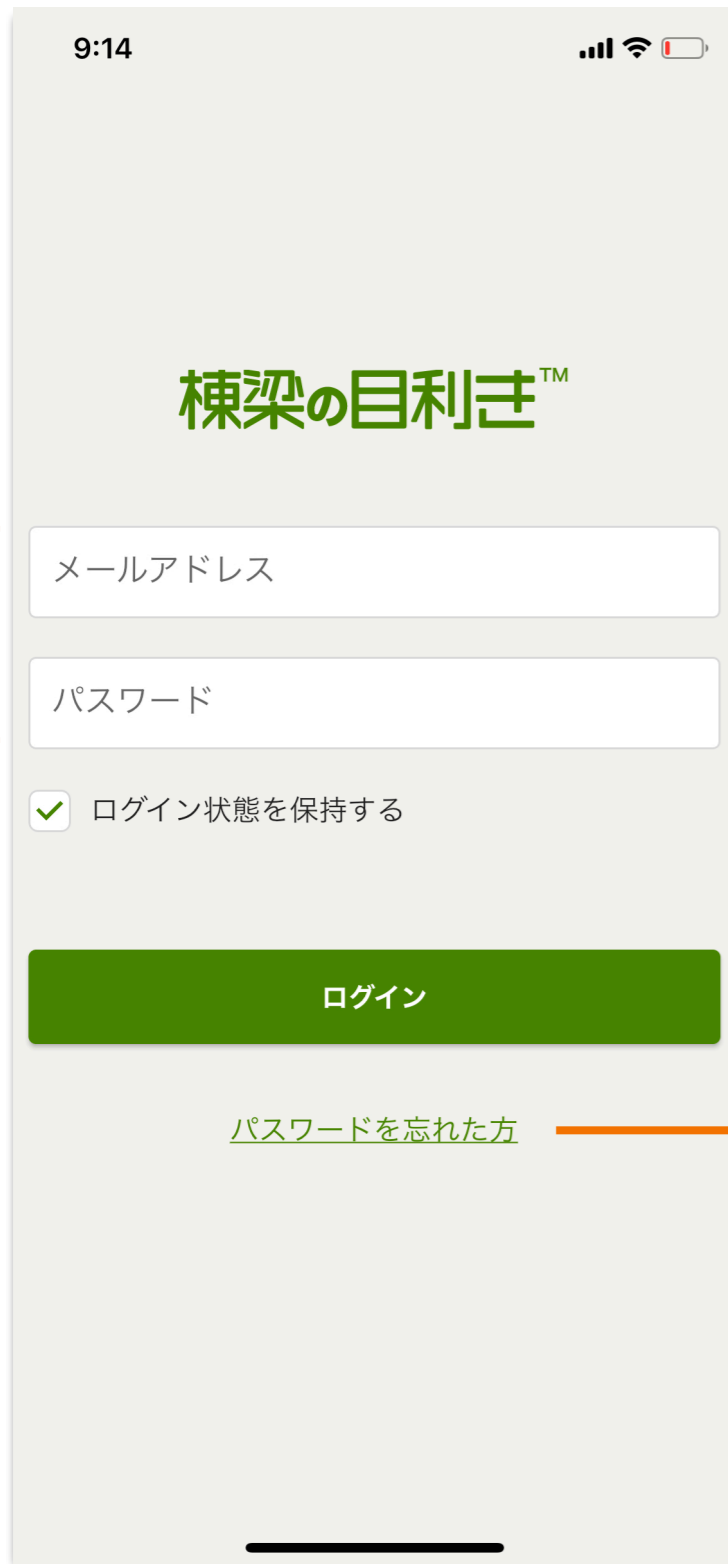 9:14
棟梁の目利き™
メールアドレス
パスワード
ログイン状態を保持する
ログイン
パスワードを忘れた方